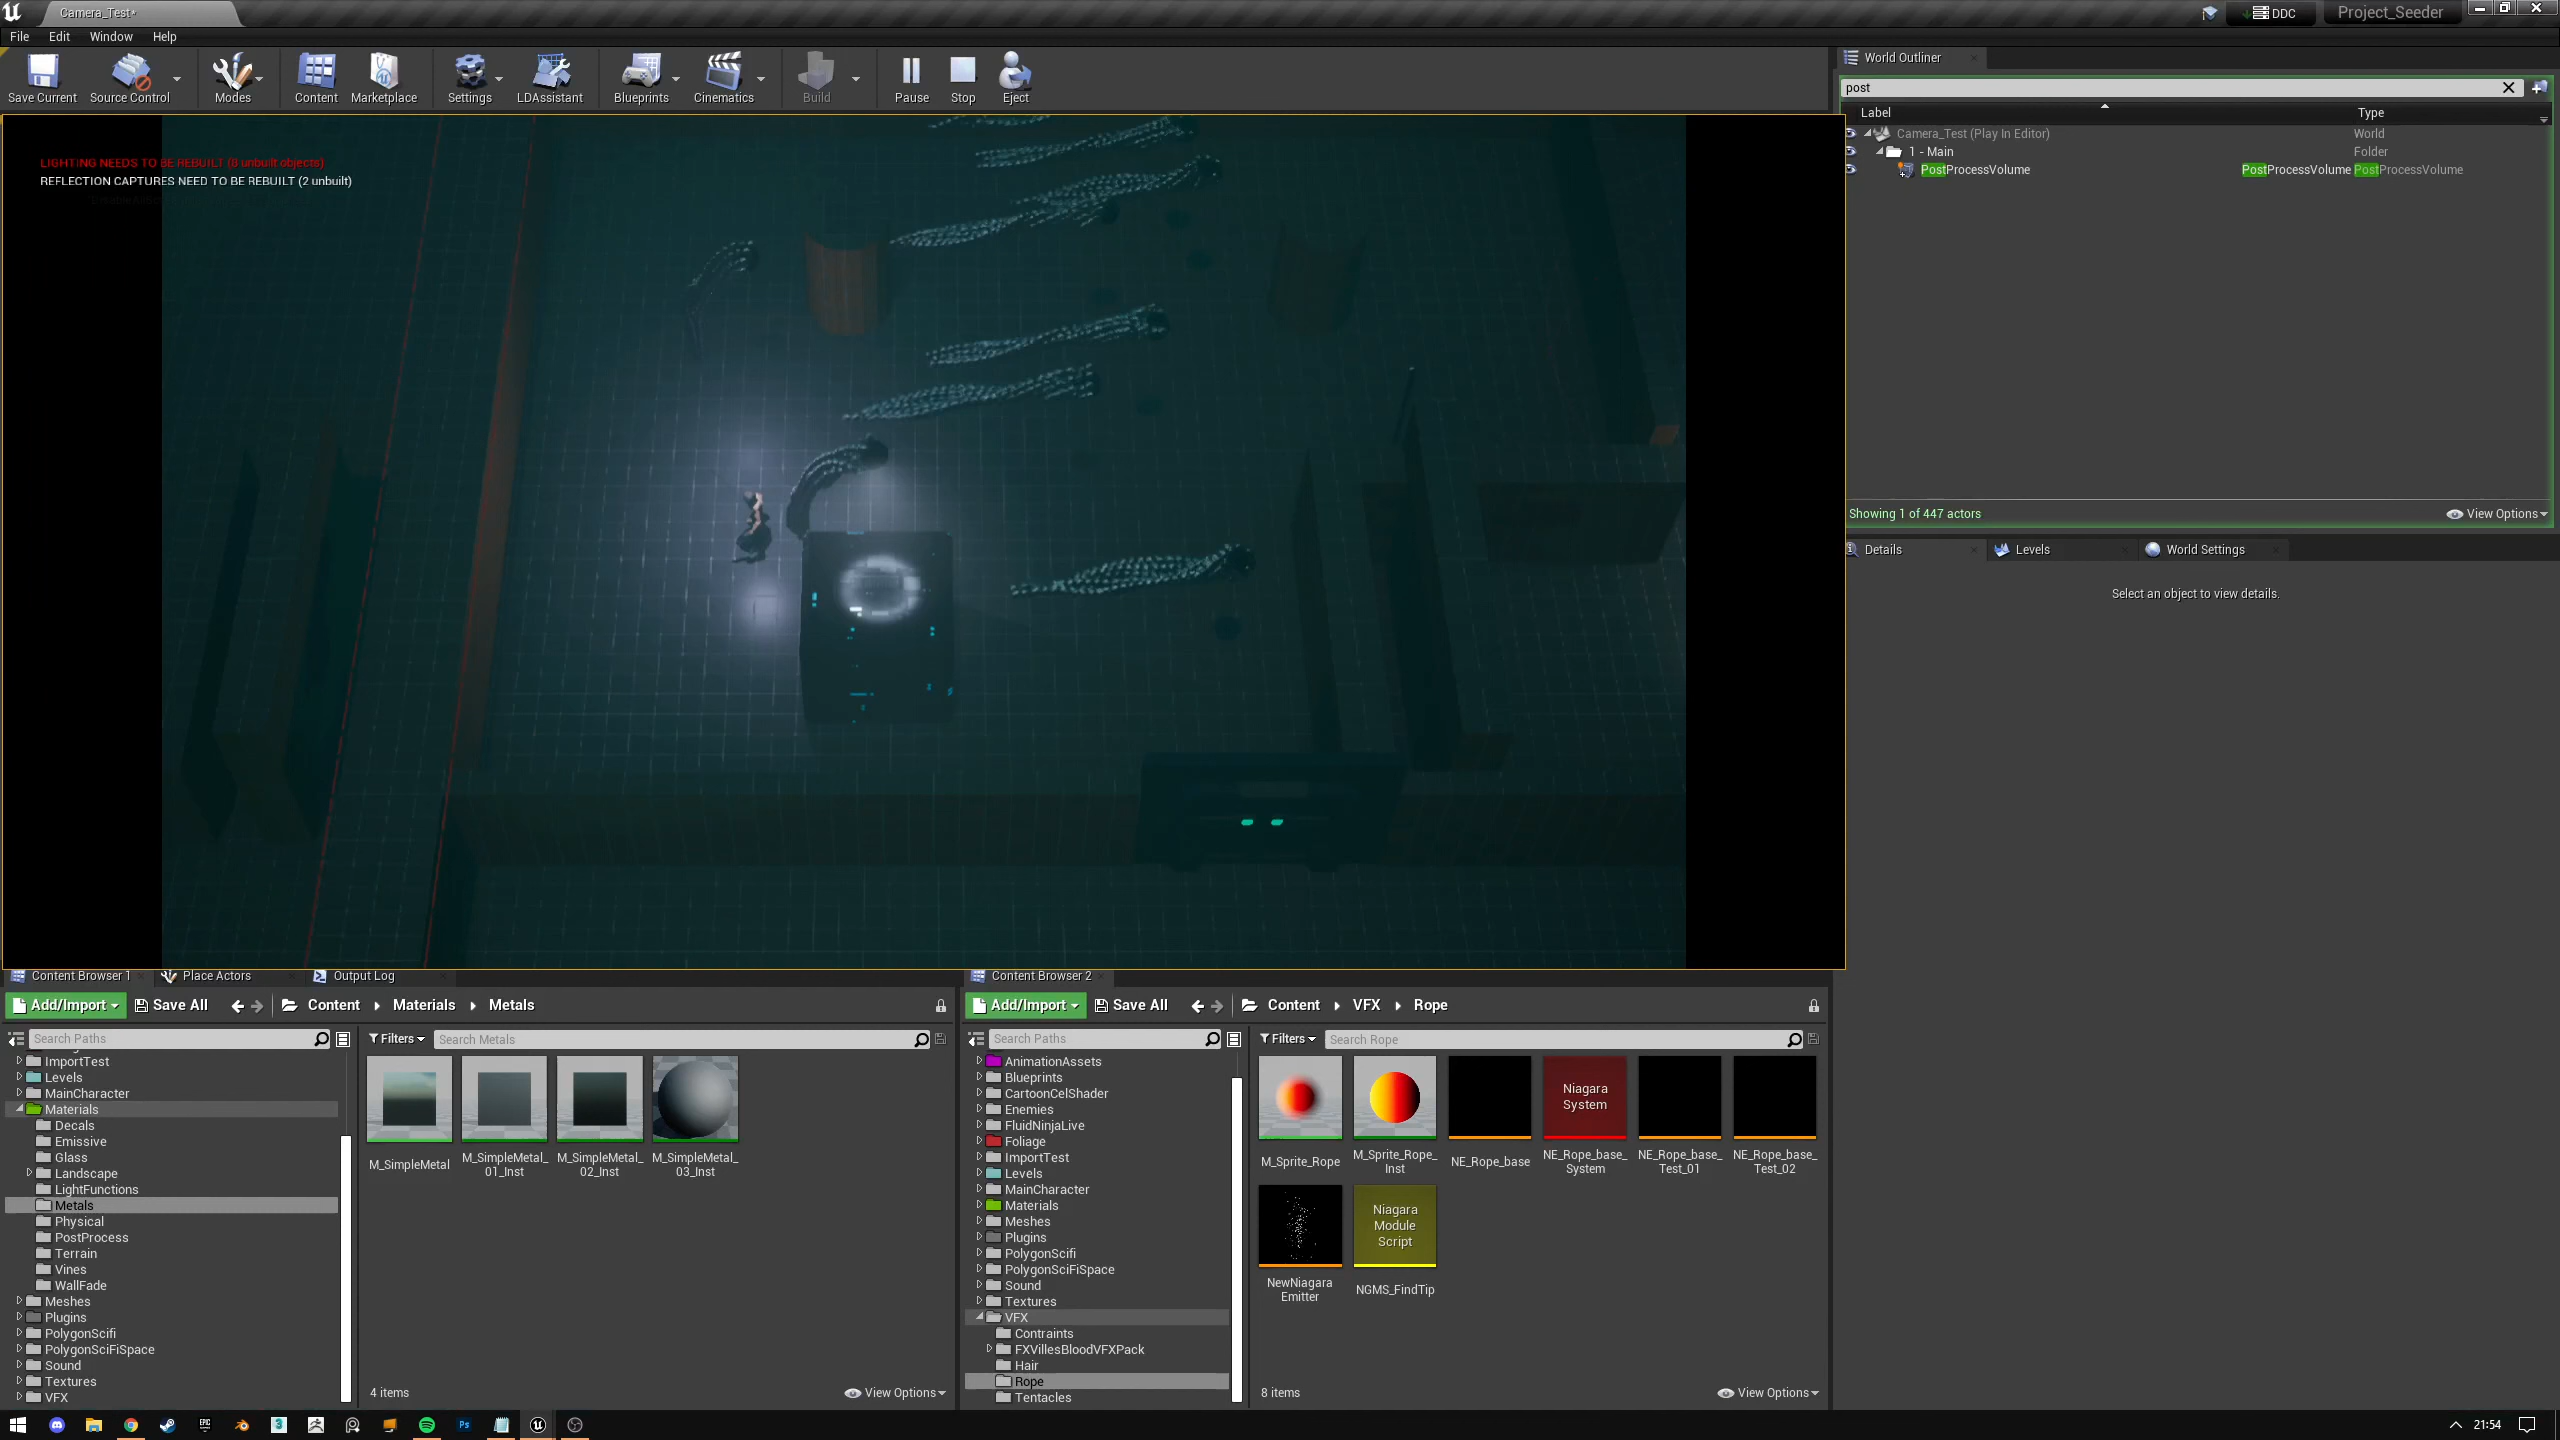 Camera_Test*
DDC
Project_Seeder
File Edit Window Help
Save Current
Source Control
Modes
Content
Marketplace
Settings
LDAssistant
Blueprints
Cinematics
Build
Pause
Stop
Eject
World Outliner
post
Label Type
Camera_Test (Play In Editor) World
1 - Main Folder
PostProcessVolume PostProcessVolume PostProcessVolume
LIGHTING NEEDS TO BE REBUILT (8 unbuilt objects)
REFLECTION CAPTURES NEED TO BE REBUILT (2 unbuilt)
Showing 1 of 447 actors
View Options
Details Levels World Settings
Select an object to view details.
Content Browser 1 Place Actors Output Log
Add/Import Save All Content Materials Metals
Search Paths
Filters Search Metals
ImportTest
Levels
MainCharacter
Materials
Decals
Emissive
Glass
Landscape
LightFunctions
Metals
Physical
PostProcess
Terrain
Vines
WallFade
Meshes
Plugins
PolygonScifi
PolygonSciFiSpace
Sound
Textures
VFX
M_SimpleMetal
M_SimpleMetal_
01_Inst
M_SimpleMetal_
02_Inst
M_SimpleMetal_
03_Inst
4 items
View Options
Content Browser 2
Add/Import Save All Content VFX Rope
Search Paths
Filters Search Rope
AnimationAssets
Blueprints
CartoonCelShader
Enemies
FluidNinjaLive
Foliage
ImportTest
Levels
MainCharacter
Materials
Meshes
Plugins
PolygonScifi
PolygonSciFiSpace
Sound
Textures
VFX
Contraints
FXVillesBloodVFXPack
Hair
Rope
Tentacles
M_Sprite_Rope
M_Sprite_Rope_
Inst
NE_Rope_base
Niagara
System
NE_Rope_base_
System
NE_Rope_base_
Test_01
NE_Rope_base_
Test_02
NewNiagara
Emitter
Niagara
Module
Script
NGMS_FindTip
8 items
View Options
EPIC
3
Ps
21:54